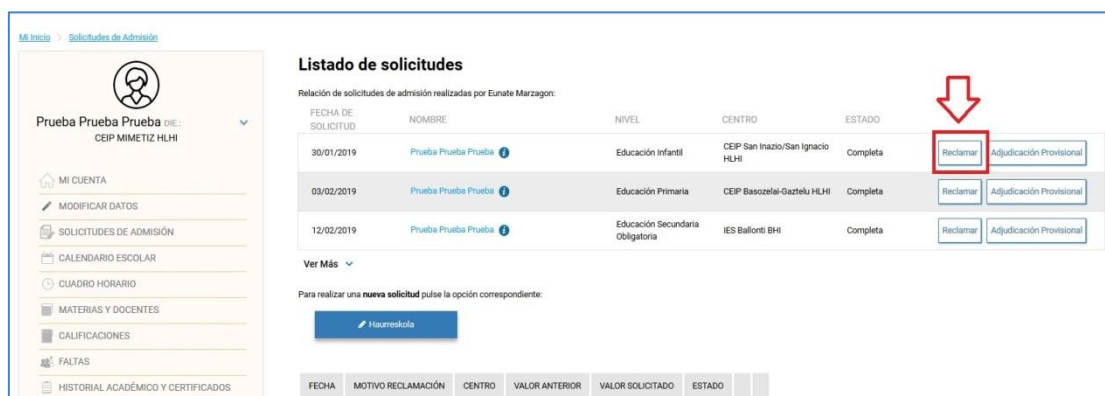 Mi Inicio > Solicitudes de Admisión
Prueba Prueba Prueba DIE.:
CEIP MIMETIZ HLHI
MI CUENTA
MODIFICAR DATOS
SOLICITUDES DE ADMISIÓN
CALENDARIO ESCOLAR
CUADRO HORARIO
MATERIAS Y DOCENTES
CALIFICACIONES
FALTAS
HISTORIAL ACADÉMICO Y CERTIFICADOS
Listado de solicitudes
Relación de solicitudes de admisión realizadas por Eunate Marzagon:
FECHA DE SOLICITUD NOMBRE NIVEL CENTRO ESTADO
30/01/2019 Prueba Prueba Prueba Educación Infantil CEIP San Inazio/San Ignacio HLHI Completa Reclamar Adjudicación Provisional
03/02/2019 Prueba Prueba Prueba Educación Primaria CEIP Basozelai-Gaztelu HLHI Completa Reclamar Adjudicación Provisional
12/02/2019 Prueba Prueba Prueba Educación Secundaria Obligatoria IES Ballonti BHI Completa Reclamar Adjudicación Provisional
Ver Más
Para realizar una nueva solicitud pulse la opción correspondiente:
Haurreskola
FECHA MOTIVO RECLAMACIÓN CENTRO VALOR ANTERIOR VALOR SOLICITADO ESTADO